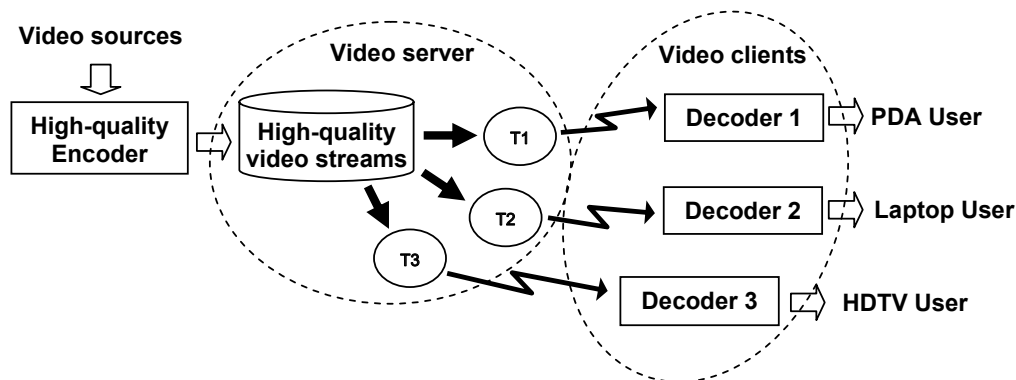 Video sources
High-quality
Encoder
Video server
High-quality
video streams
T1
T2
T3
Video clients
Decoder 1
PDA User
Decoder 2
Laptop User
Decoder 3
HDTV User